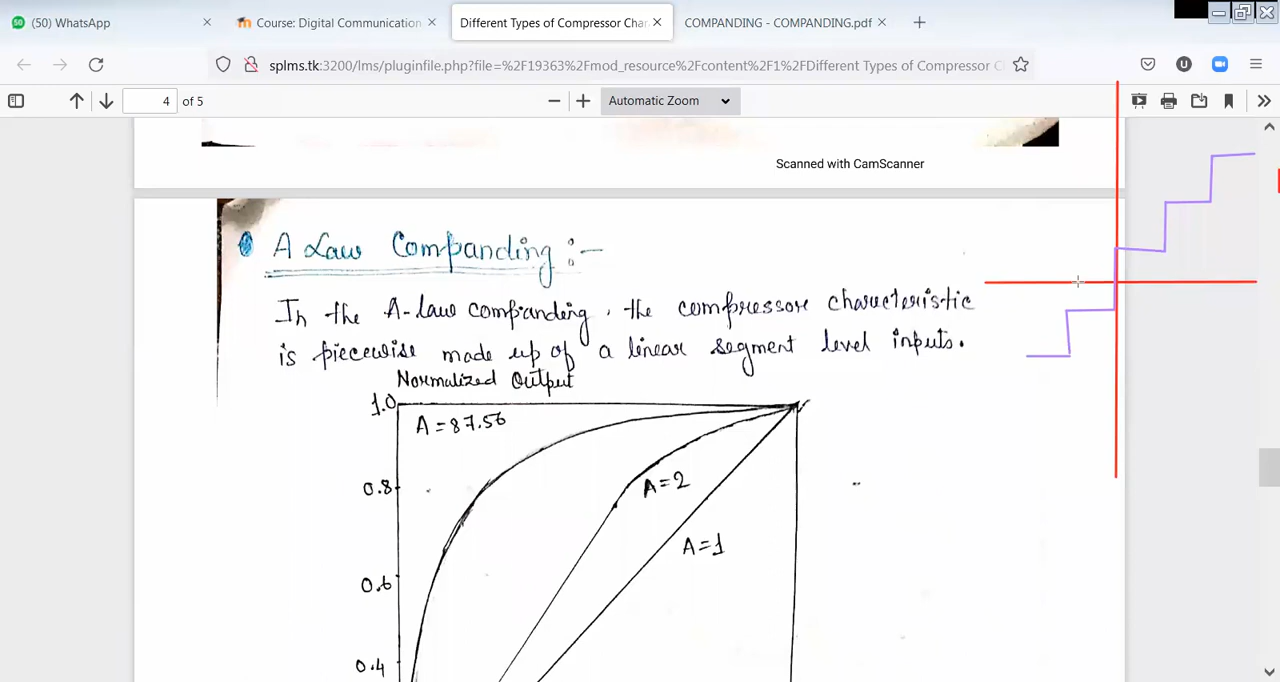 (50) WhatsApp
Course: Digital Communication
Different Types of Compressor Cha
COMPANDING - COMPANDING.pdf
splms.tk:3200/lms/pluginfile.php?file=%2F19363%2Fmod_resource%2Fcontent%2F1%2FDifferent Types of Compressor C
4 of 5
Automatic Zoom
Scanned with CamScanner
A Law Companding :-
In the A-law companding, the compressor characteristic
is piecewise made up of a linear segment level inputs.
Normalized Output
1.0
A = 87.56
0.8
A=2
A=1
0.6
0.4